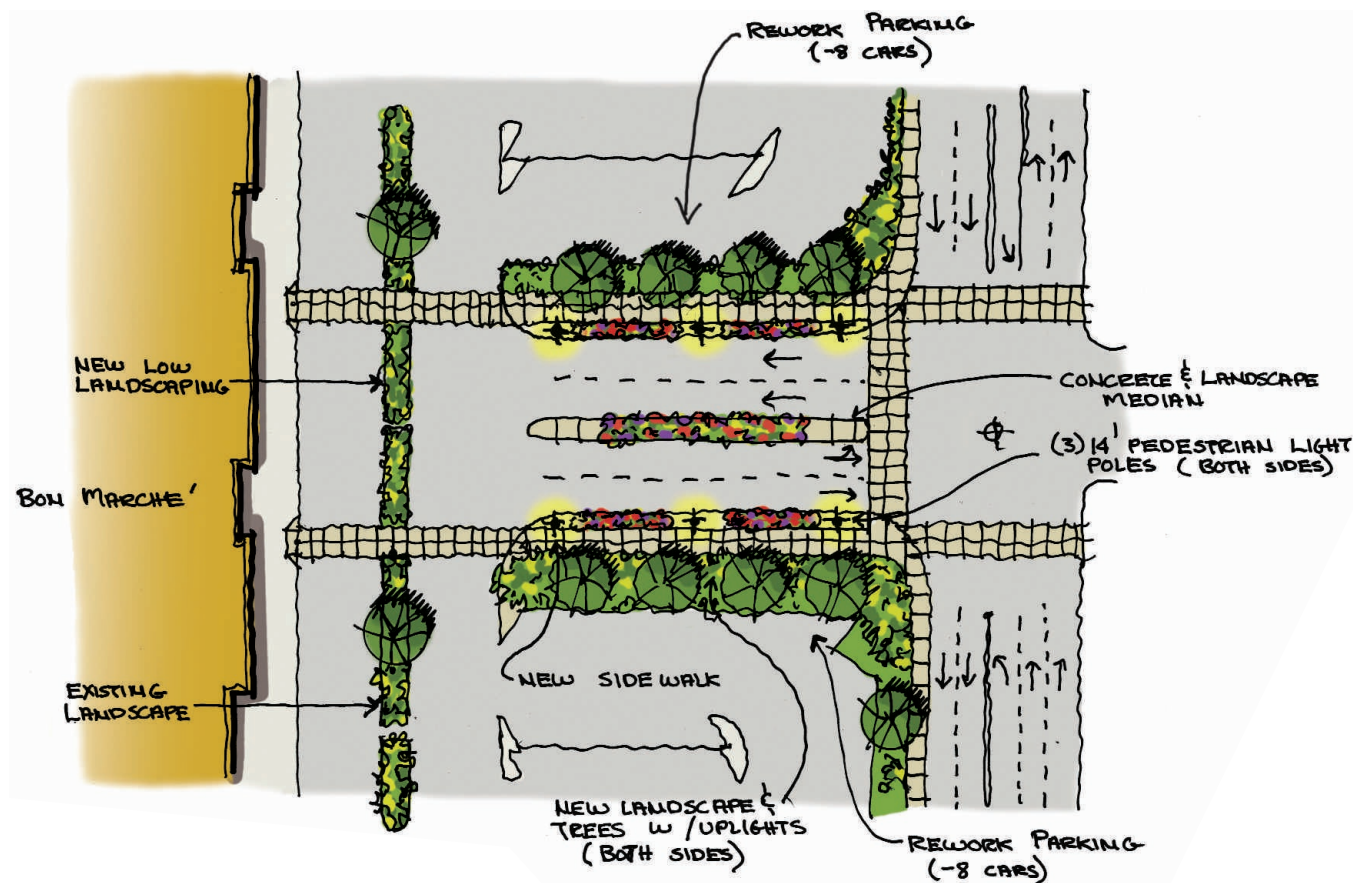 REWORK PARKING
(-8 CARS)
NEW LOW
LANDSCAPING
CONCRETE & LANDSCAPE
MEDIAN
(3) 14' PEDESTRIAN LIGHT
POLES (BOTH SIDES)
BON MARCHE'
NEW SIDEWALK
EXISTING
LANDSCAPE
NEW LANDSCAPE &
TREES W/UPLIGHTS
(BOTH SIDES)
REWORK PARKING
(-8 CARS)